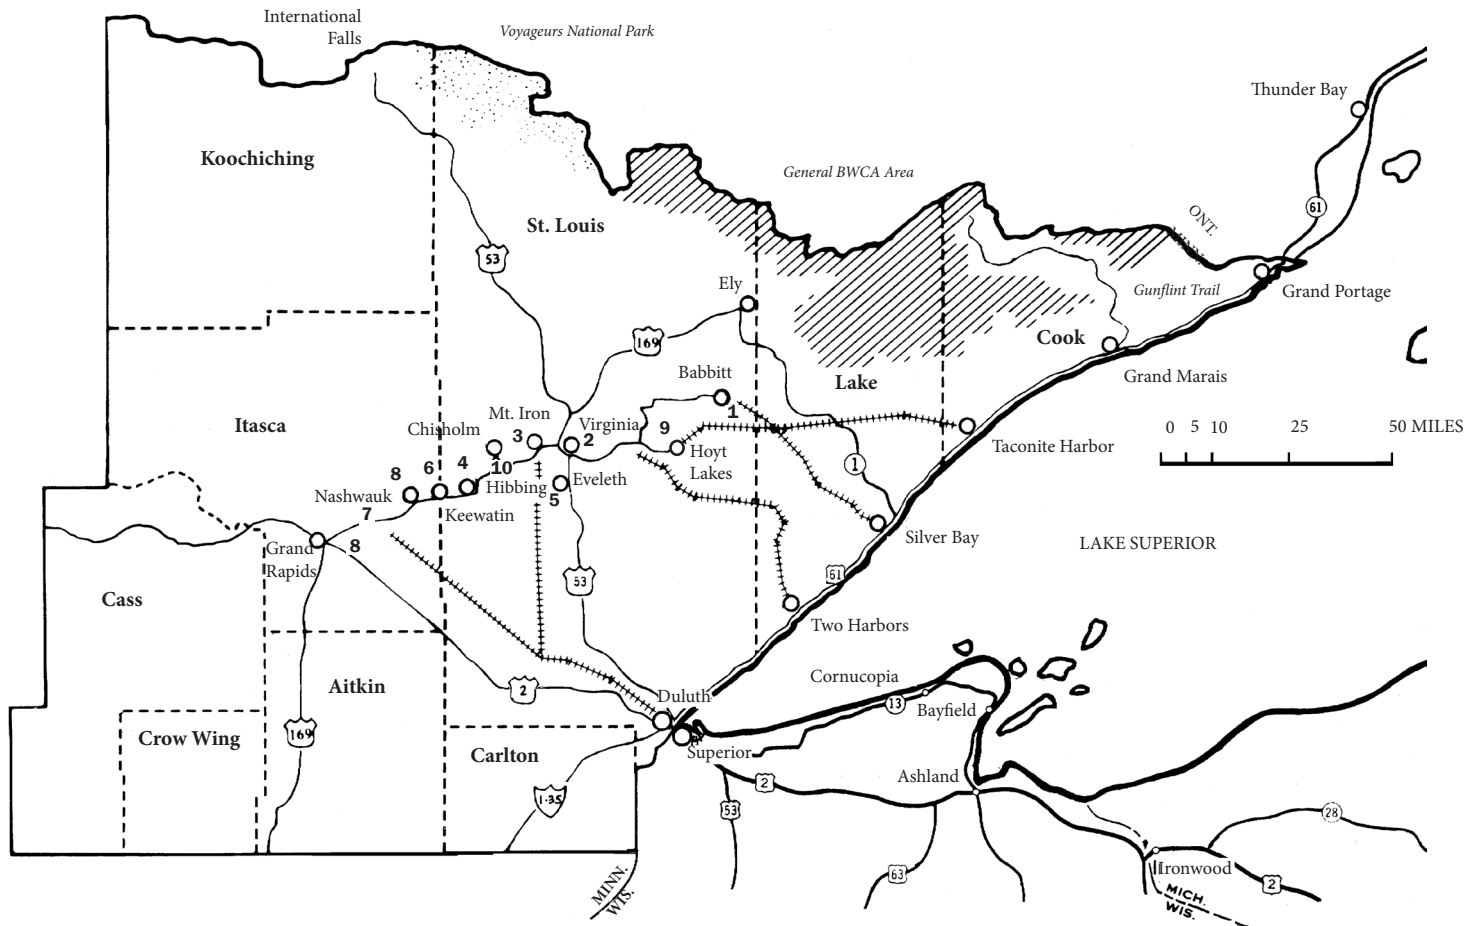 International
Falls
Voyageurs National Park
Thunder Bay
Koochiching
General BWCA Area
61
ONT.
St. Louis
53
Ely
Gunflint Trail
Grand Portage
169
Cook
Babbitt
Lake
Grand Marais
1
Mt. Iron
Itasca
Chisholm
3
Virginia
2
9
Hoyt
Lakes
Taconite Harbor
0 5 10 25 50 MILES
8
6
4
10
Hibbing
5
Eveleth
1
Nashwauk
7
Keewatin
Silver Bay
LAKE SUPERIOR
Grand
Rapids
8
53
61
Cass
Two Harbors
Aitkin
2
Duluth
Cornucopia
13
Bayfield
169
Crow Wing
Carlton
Superior
Ashland
2
I-35
53
28
63
Ironwood
2
MINN.
WIS.
MICH.
WIS.